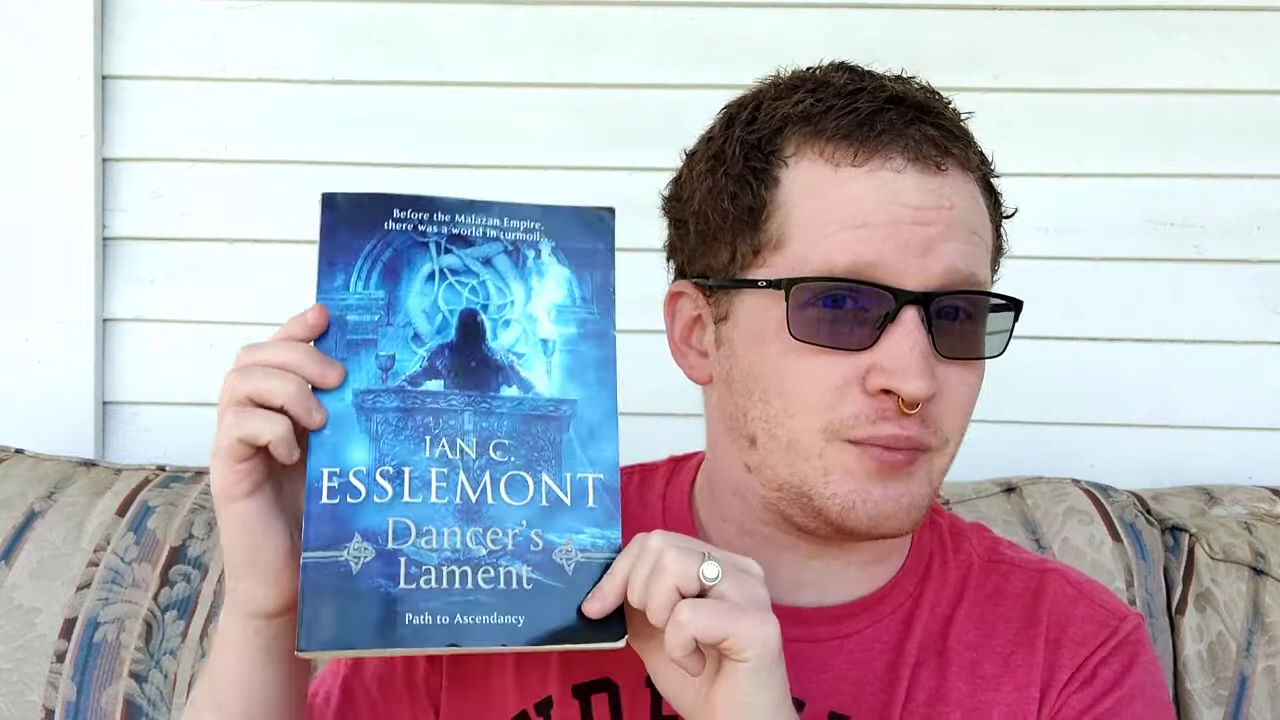 Before the Malazan Empire,
there was a world in turmoil...
IAN C.
ESSLEMONT
Dancer's
Lament
Path to Ascendancy